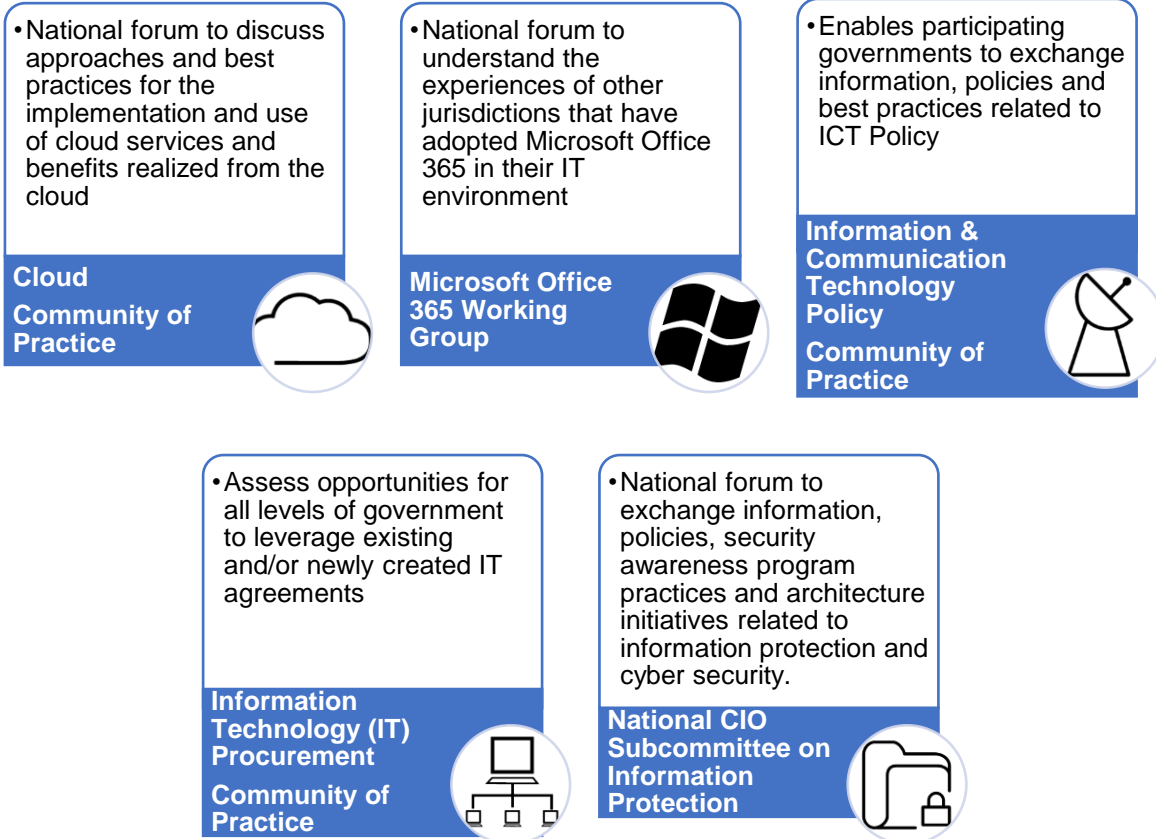 •National forum to discuss
approaches and best
practices for the
implementation and use
of cloud services and
benefits realized from the
cloud
Cloud
Community of
Practice
•National forum to
understand the
experiences of other
jurisdictions that have
adopted Microsoft Office
365 in their IT
environment
Microsoft Office
365 Working
Group
•Enables participating
governments to exchange
information, policies and
best practices related to
ICT Policy
Information &
Communication
Technology
Policy
Community of
Practice
•Assess opportunities for
all levels of government
to leverage existing
and/or newly created IT
agreements
Information
Technology (IT)
Procurement
Community of
Practice
•National forum to
exchange information,
policies, security
awareness program
practices and architecture
initiatives related to
information protection and
cyber security.
National CIO
Subcommittee on
Information
Protection